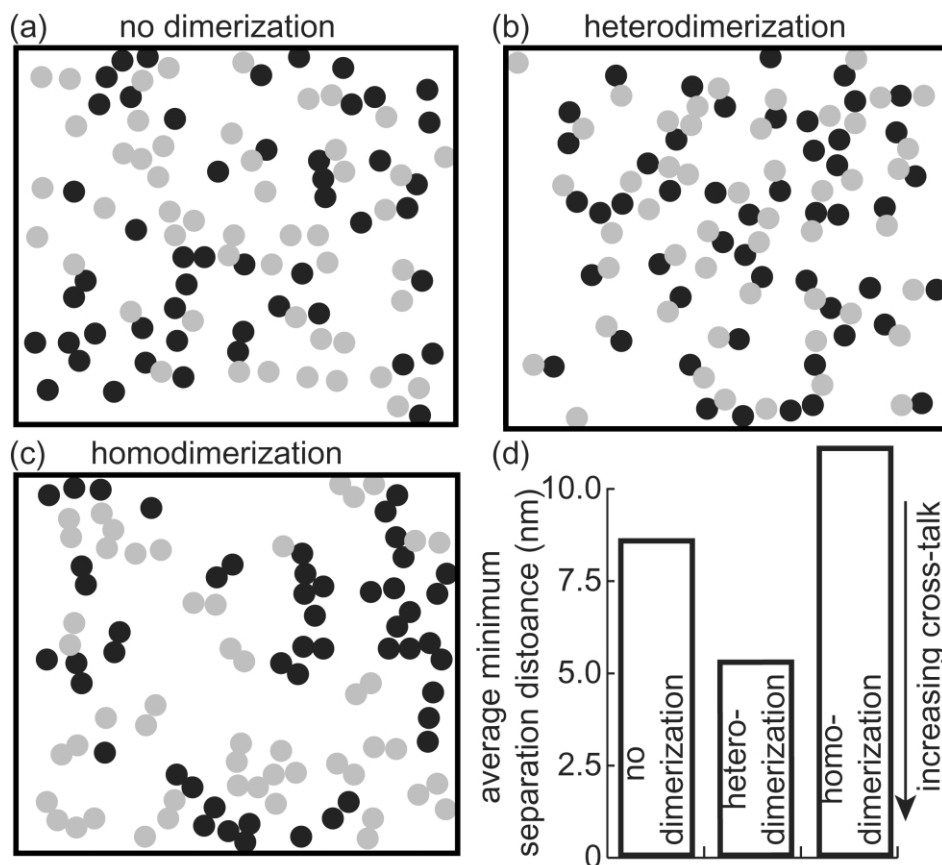 (a) no dimerization
(b) heterodimerization
(c) homodimerization
(d)
average minimum
separation distoance (nm)
10.0
7.5
5.0
2.5
0
no
dimerization
hetero-
dimerization
homo-
dimerization
increasing cross-talk